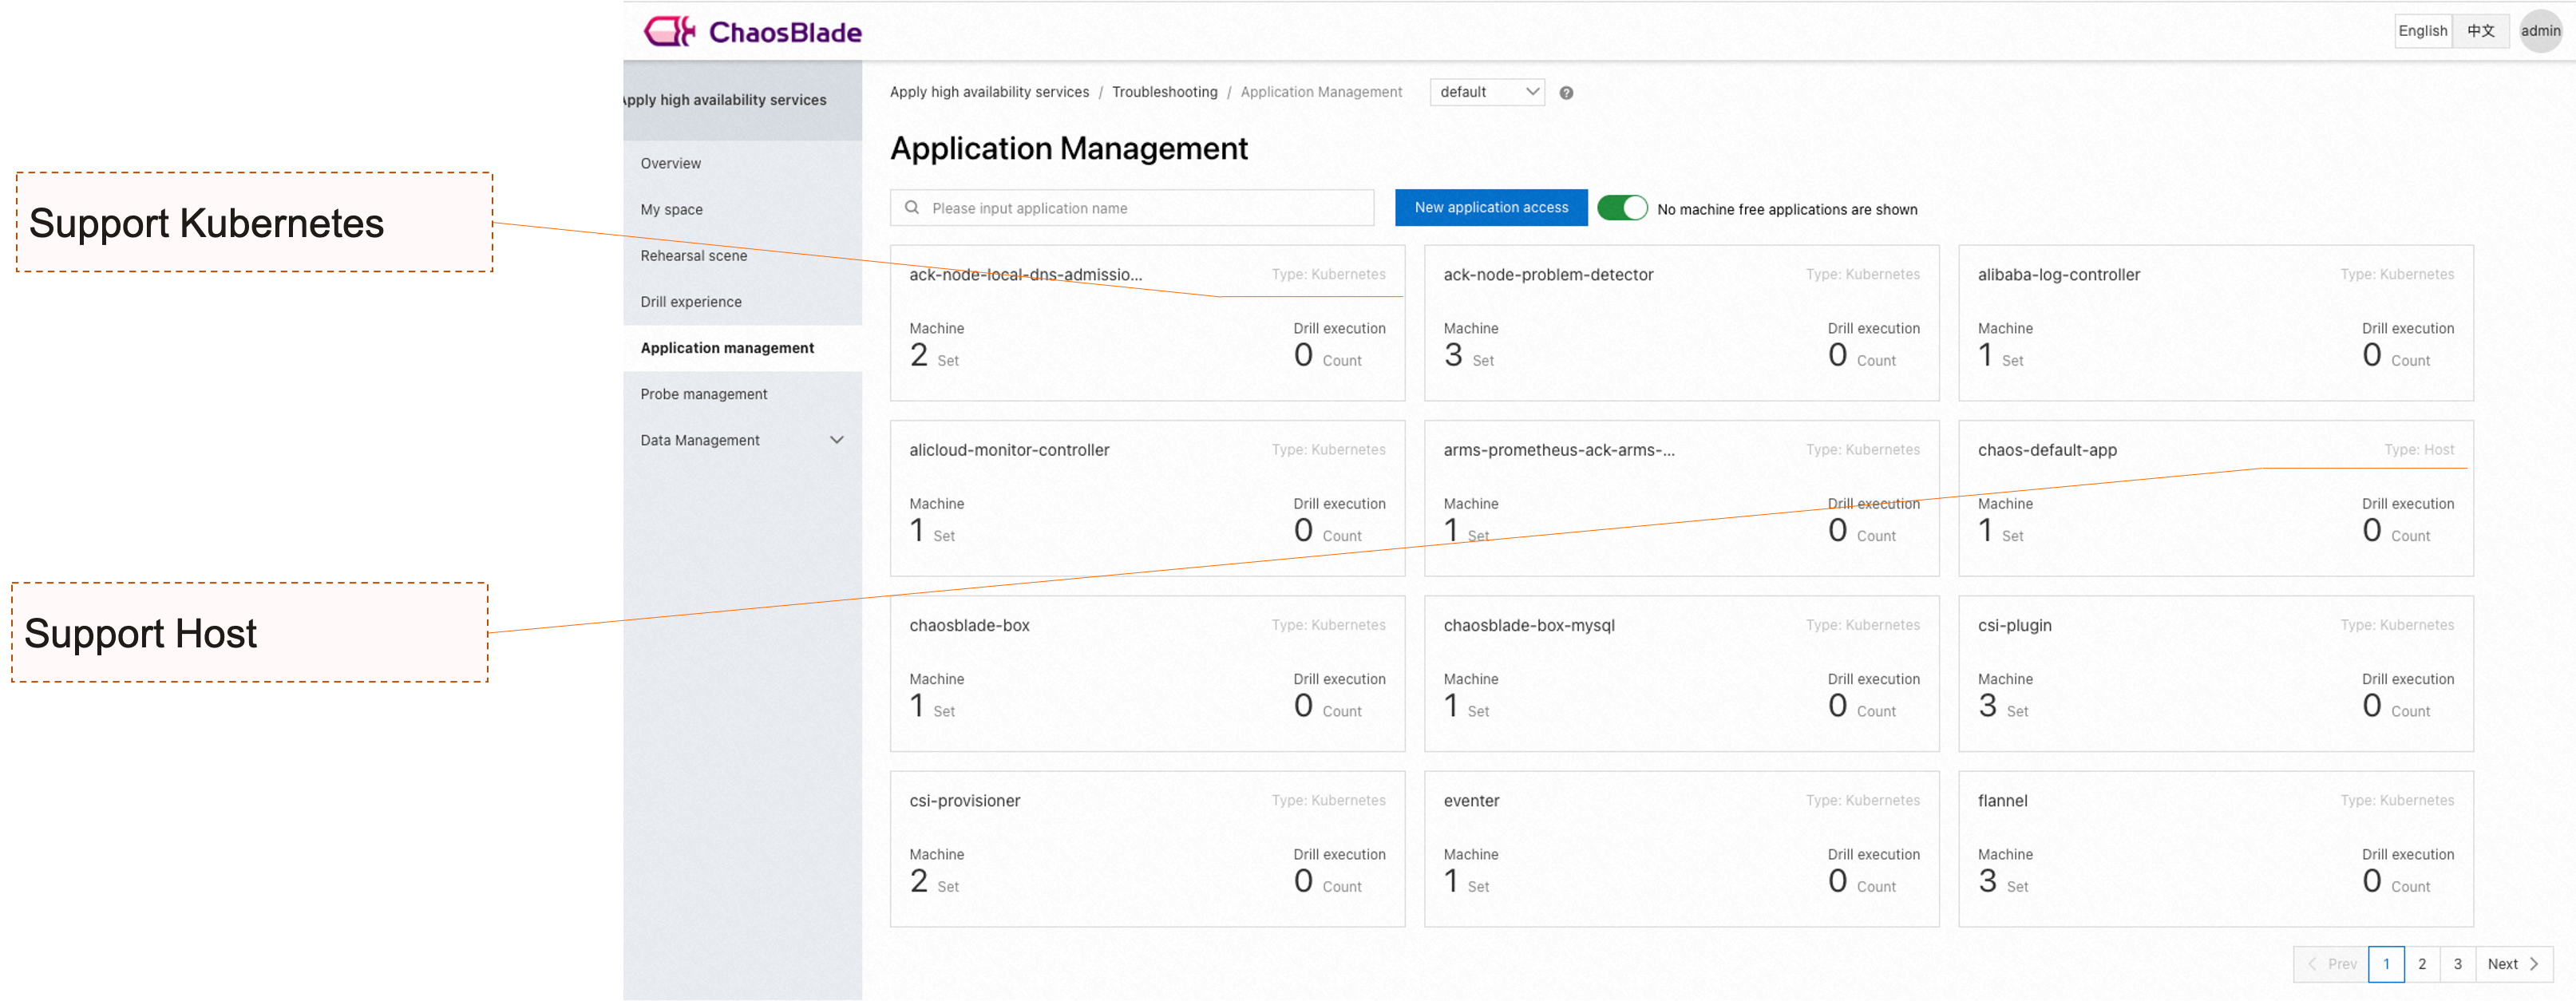 ChaosBlade
English
中文
admin
Apply high availability services
Overview
My space
Rehearsal scene
Drill experience
Application management
Probe management
Data Management
Support Kubernetes
Support Host
Apply high availability services / Troubleshooting / Application Management
default
?
Application Management
Please input application name
New application access
No machine free applications are shown
ack-node-local-dns-admissio...
Type: Kubernetes
Machine
Drill execution
2 Set
0 Count
ack-node-problem-detector
Type: Kubernetes
Machine
Drill execution
3 Set
0 Count
alibaba-log-controller
Type: Kubernetes
Machine
Drill execution
1 Set
0 Count
alicloud-monitor-controller
Type: Kubernetes
Machine
Drill execution
1 Set
0 Count
arms-prometheus-ack-arms-...
Type: Kubernetes
Machine
Drill execution
1 Set
0 Count
chaos-default-app
Type: Host
Machine
Drill execution
1 Set
0 Count
chaosblade-box
Type: Kubernetes
Machine
Drill execution
1 Set
0 Count
chaosblade-box-mysql
Type: Kubernetes
Machine
Drill execution
1 Set
0 Count
csi-plugin
Type: Kubernetes
Machine
Drill execution
3 Set
0 Count
csi-provisioner
Type: Kubernetes
Machine
Drill execution
2 Set
0 Count
eventer
Type: Kubernetes
Machine
Drill execution
1 Set
0 Count
flannel
Type: Kubernetes
Machine
Drill execution
3 Set
0 Count
Prev 1 2 3 Next